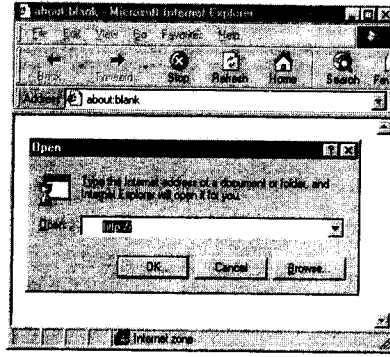 about:blank - Microsoft Internet Explorer
File Edit View Go Favorites Help
Back Forward Stop Refresh Home Search
Address about:blank
Open
Type the Internet address of a document or folder, and
Internet Explorer will open it for you.
Open: http://
OK Cancel Browse...
Internet zone